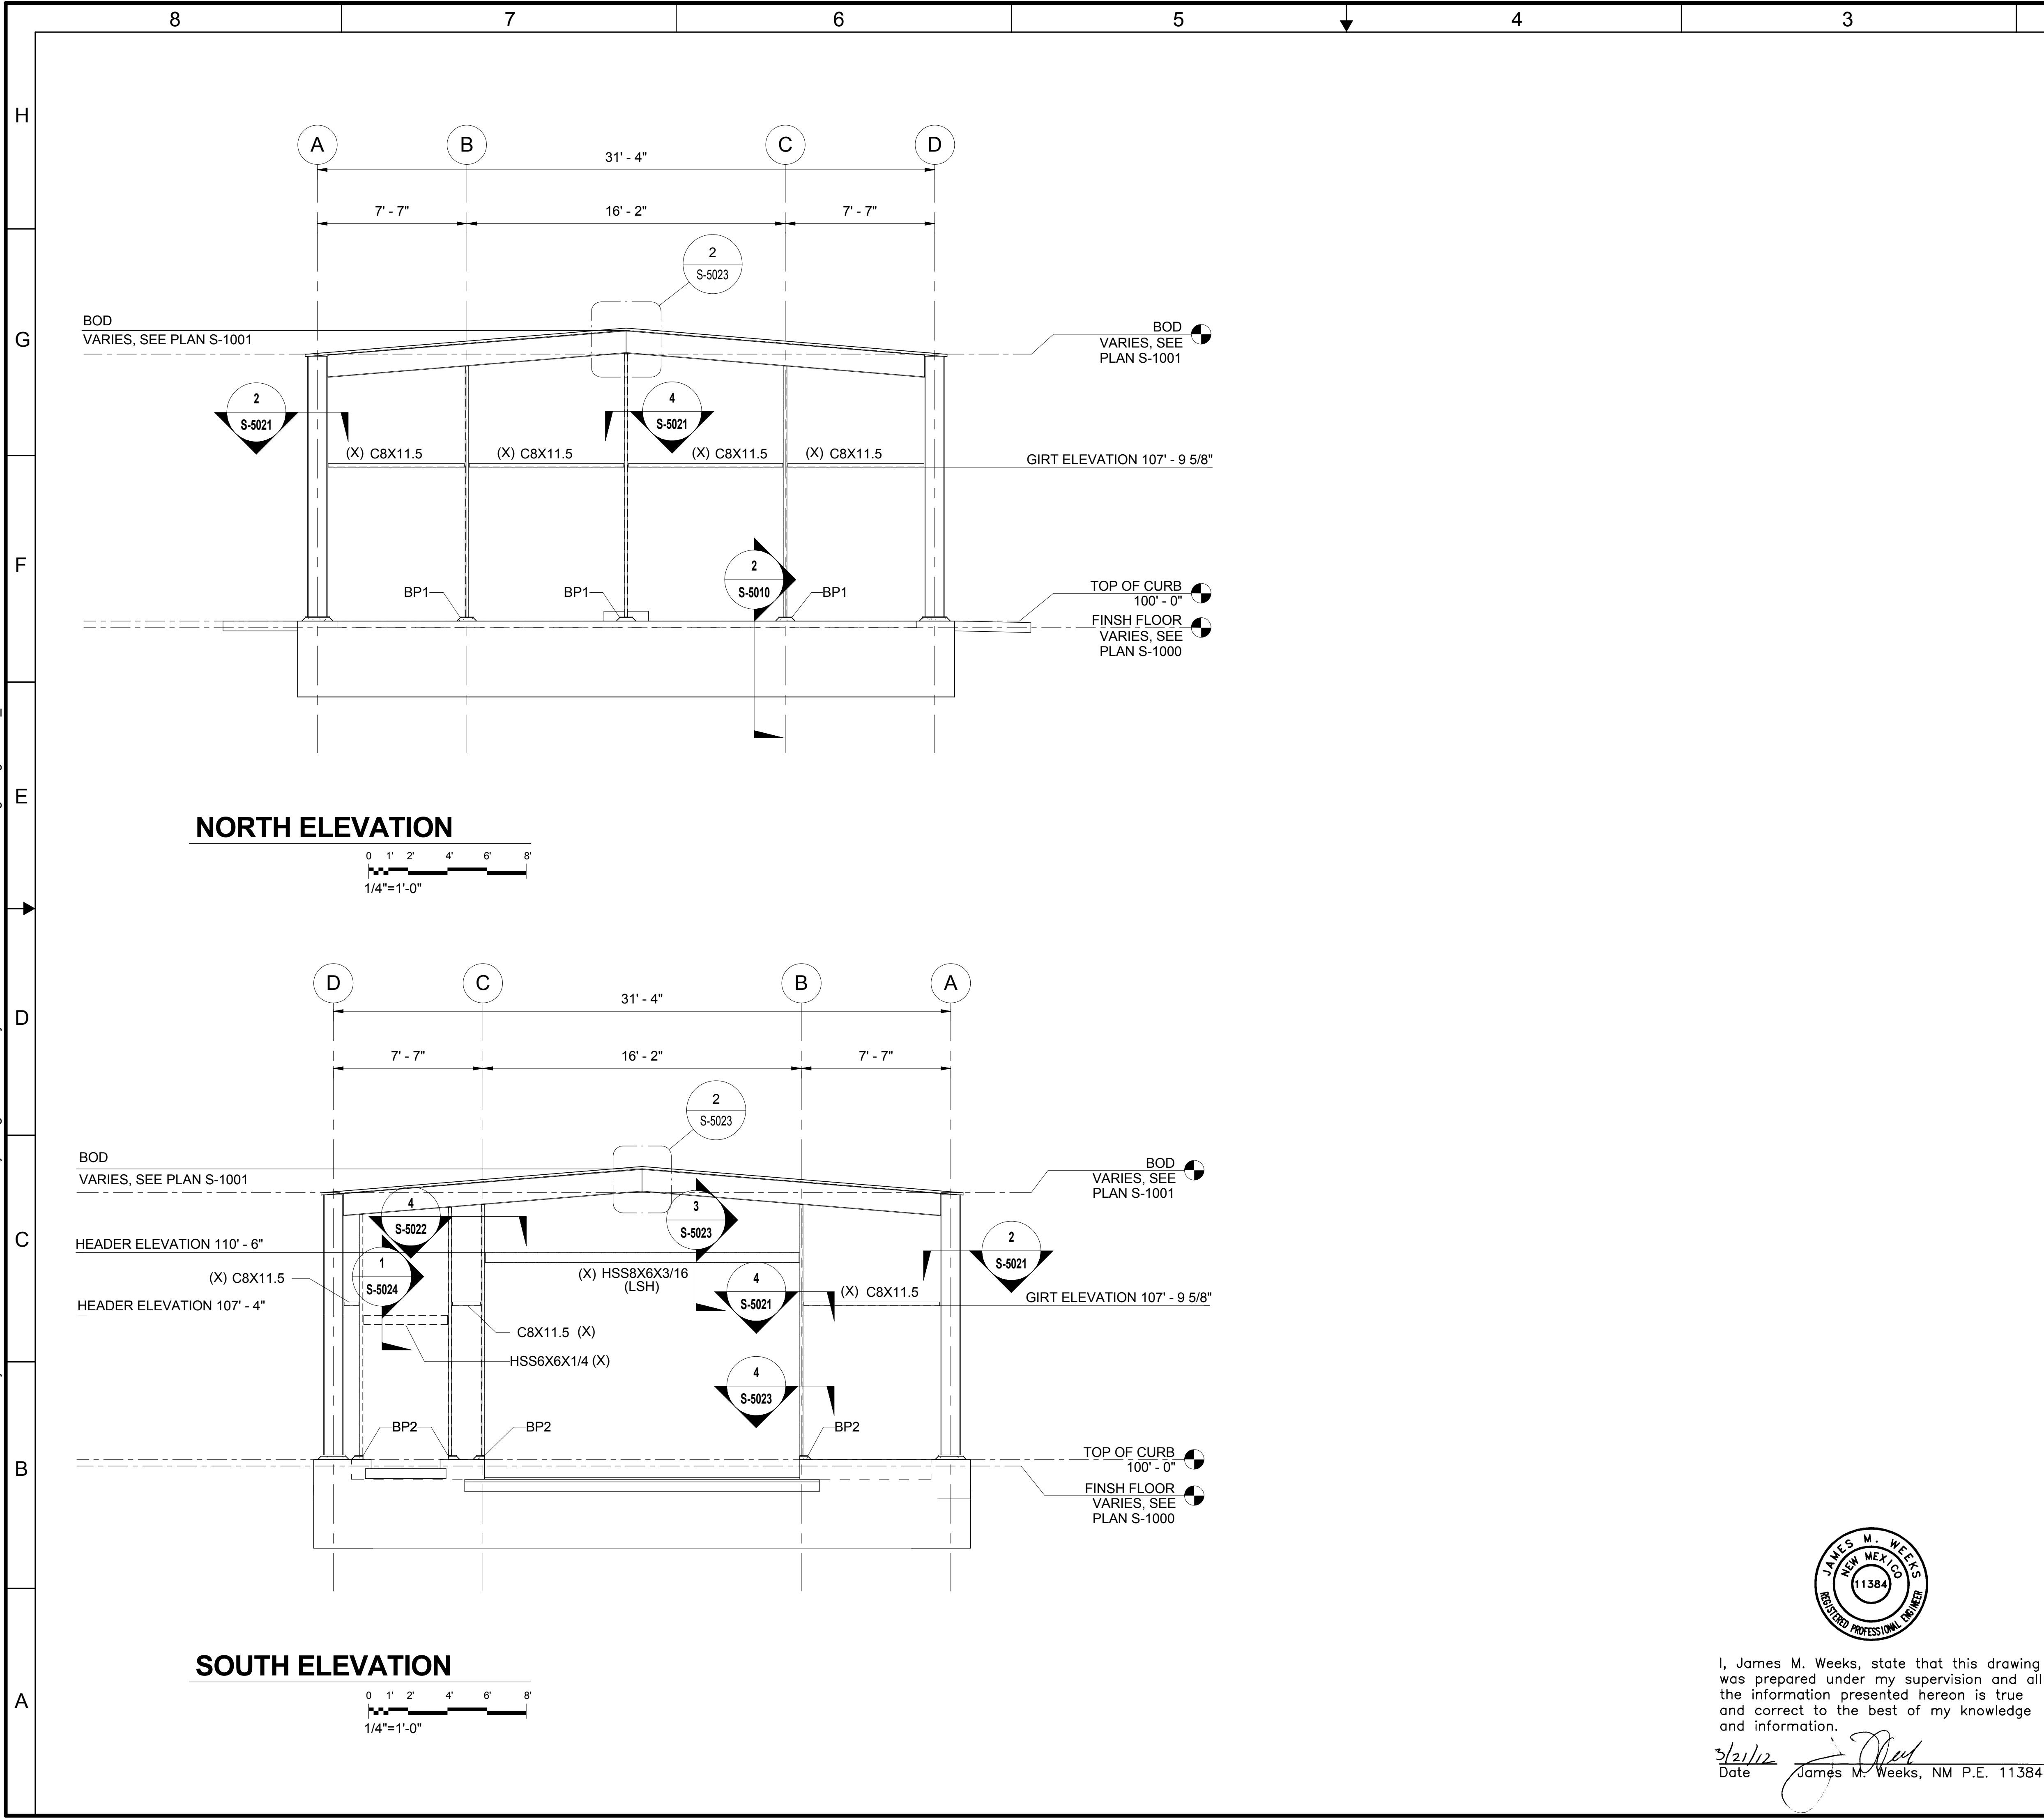 8
7
6
5
4
3
H
G
F
E
D
C
B
A
A
B
C
D
31' - 4"
7' - 7"
16' - 2"
7' - 7"
2
S-5023
BOD
VARIES, SEE PLAN S-1001
BOD
VARIES, SEE
PLAN S-1001
2
S-5021
4
S-5021
(X) C8X11.5
(X) C8X11.5
(X) C8X11.5
(X) C8X11.5
GIRT ELEVATION 107' - 9 5/8"
2
S-5010
BP1
BP1
BP1
TOP OF CURB
100' - 0"
FINSH FLOOR
VARIES, SEE
PLAN S-1000
NORTH ELEVATION
0 1' 2' 4' 6' 8'
1/4"=1'-0"
D
C
B
A
31' - 4"
7' - 7"
16' - 2"
7' - 7"
2
S-5023
BOD
VARIES, SEE PLAN S-1001
BOD
VARIES, SEE
PLAN S-1001
4
S-5022
3
S-5023
HEADER ELEVATION 110' - 6"
2
S-5021
1
S-5024
(X) C8X11.5
(X) HSS8X6X3/16
(LSH)
4
S-5021
(X) C8X11.5
HEADER ELEVATION 107' - 4"
GIRT ELEVATION 107' - 9 5/8"
C8X11.5 (X)
HSS6X6X1/4 (X)
4
S-5023
BP2
BP2
BP2
TOP OF CURB
100' - 0"
FINSH FLOOR
VARIES, SEE
PLAN S-1000
SOUTH ELEVATION
0 1' 2' 4' 6' 8'
1/4"=1'-0"
JAMES M. WEEKS
NEW MEXICO
11384
REGISTERED PROFESSIONAL ENGINEER
I, James M. Weeks, state that this drawing
was prepared under my supervision and all
the information presented hereon is true
and correct to the best of my knowledge
and information.
3/21/12
Date James M. Weeks, NM P.E. 11384